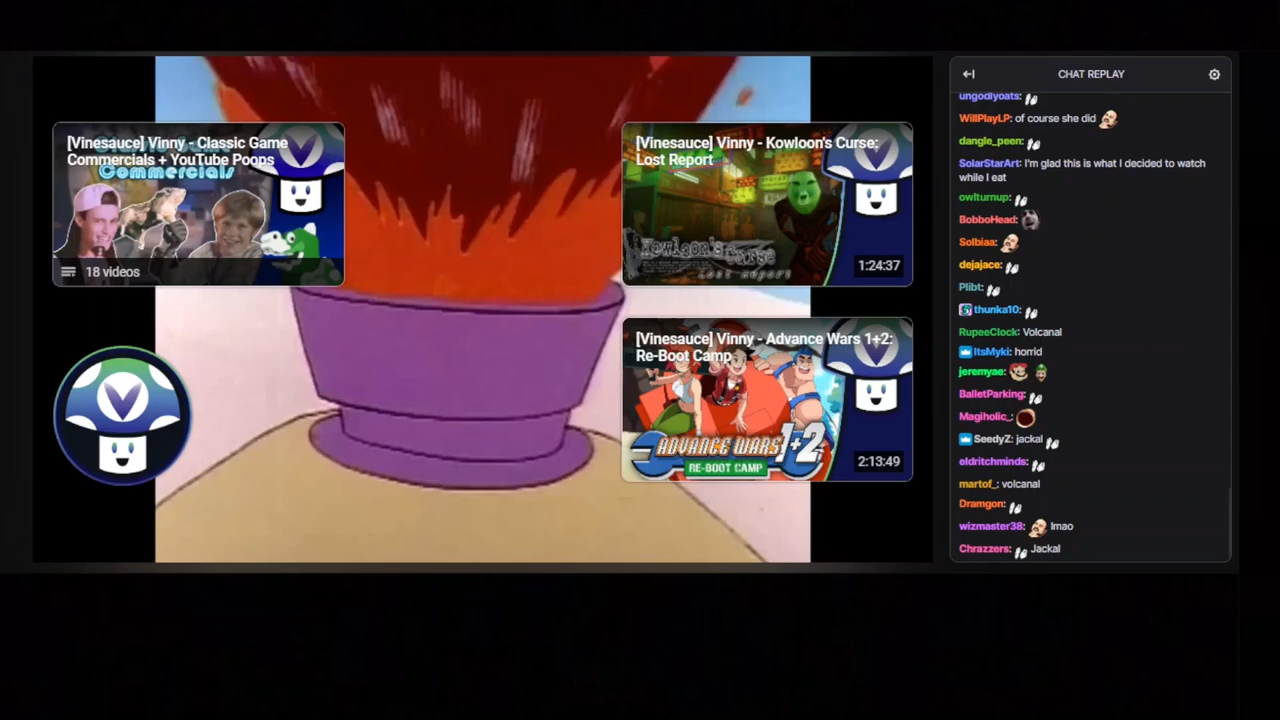 [Vinesauce] Vinny - Classic Game
Commercials + YouTube Poops
Commercials
18 videos
[Vinesauce] Vinny - Kowloon's Curse:
Lost Report
Kowloon's
Curse
Lost Report
1:24:37
[Vinesauce] Vinny - Advance Wars 1+2:
Re-Boot Camp
ADVANCE WARS 1+2
RE-BOOT CAMP
2:13:49
CHAT REPLAY
ungodlyoats:
WillPlayLP: of course she did
dangle_peen:
SolarStarArt: I'm glad this is what I decided to watch
while I eat
owlturnup:
BobboHead:
Solbiaa:
dejajace:
Plibt:
thunka10:
RupeeClock: Volcanal
ItsMyki: horrid
jeremyae:
BalletParking:
Magiholic_:
SeedyZ: jackal
eldritchminds:
martof_: volcanal
Dramgon:
wizmaster38: lmao
Chrazzers: Jackal